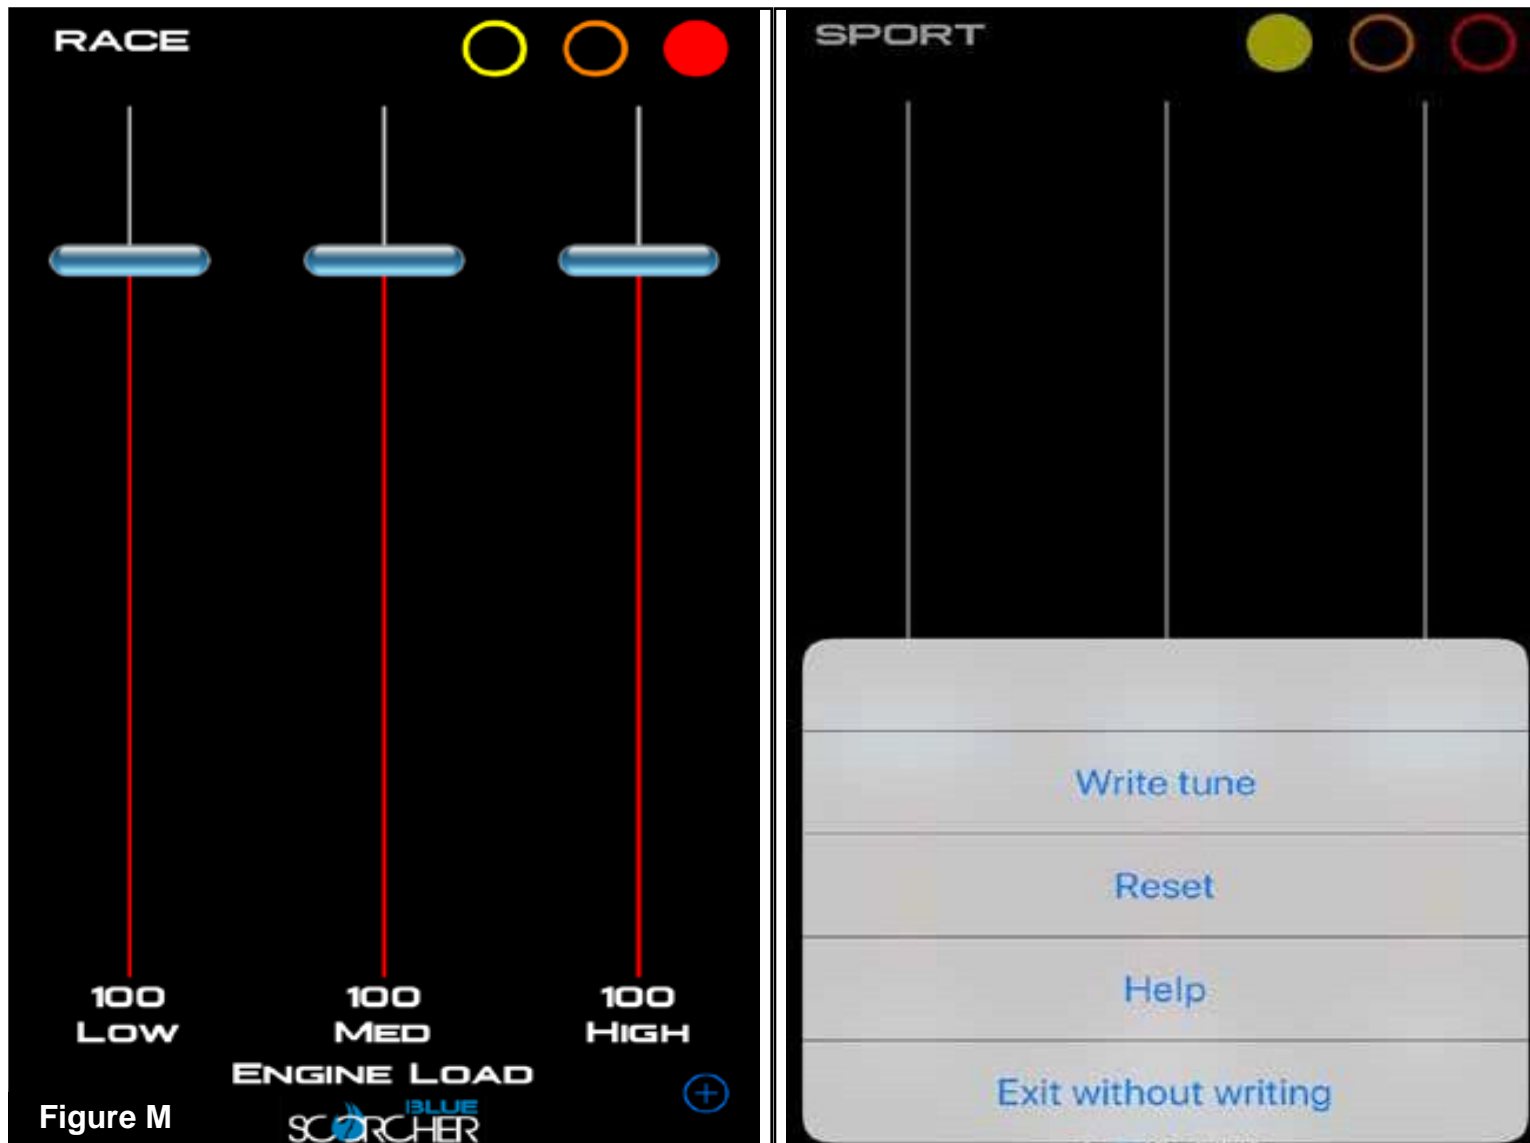 RACE
100 100 100
LOW MED HIGH
ENGINE LOAD
Figure M
BLUE
SCORCHER
SPORT
Write tune
Reset
Help
Exit without writing